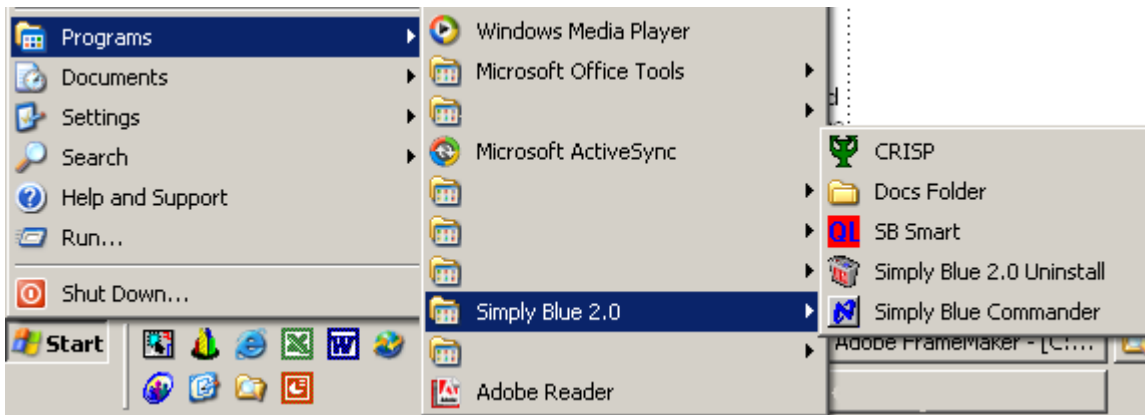 Programs
Documents
Settings
Search
Help and Support
Run...
Shut Down...
Start
Windows Media Player
Microsoft Office Tools
Microsoft ActiveSync
Simply Blue 2.0
Adobe Reader
CRISP
Docs Folder
QL SB Smart
Simply Blue 2.0 Uninstall
Simply Blue Commander
Adobe FrameMaker - [C:...